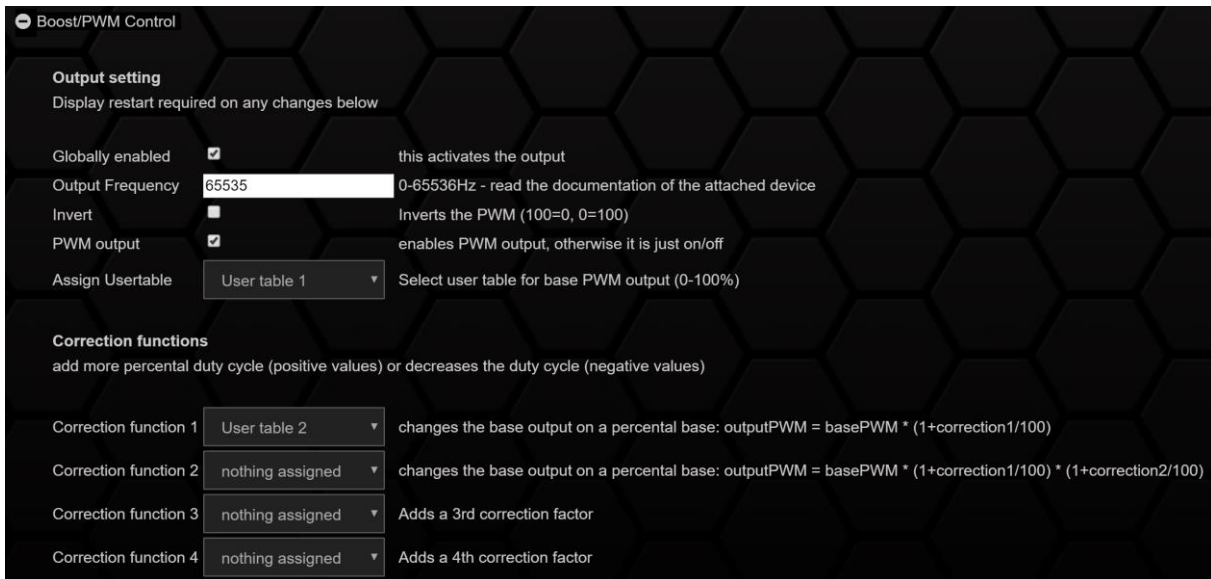 Boost/PWM Control
Output setting
Display restart required on any changes below
Globally enabled this activates the output
Output Frequency 65535 0-65536Hz - read the documentation of the attached device
Invert Inverts the PWM (100=0, 0=100)
PWM output enables PWM output, otherwise it is just on/off
Assign Usertable User table 1 Select user table for base PWM output (0-100%)
Correction functions
add more percental duty cycle (positive values) or decreases the duty cycle (negative values)
Correction function 1 User table 2 changes the base output on a percental base: outputPWM = basePWM * (1+correction1/100)
Correction function 2 nothing assigned changes the base output on a percental base: outputPWM = basePWM * (1+correction1/100) * (1+correction2/100)
Correction function 3 nothing assigned Adds a 3rd correction factor
Correction function 4 nothing assigned Adds a 4th correction factor